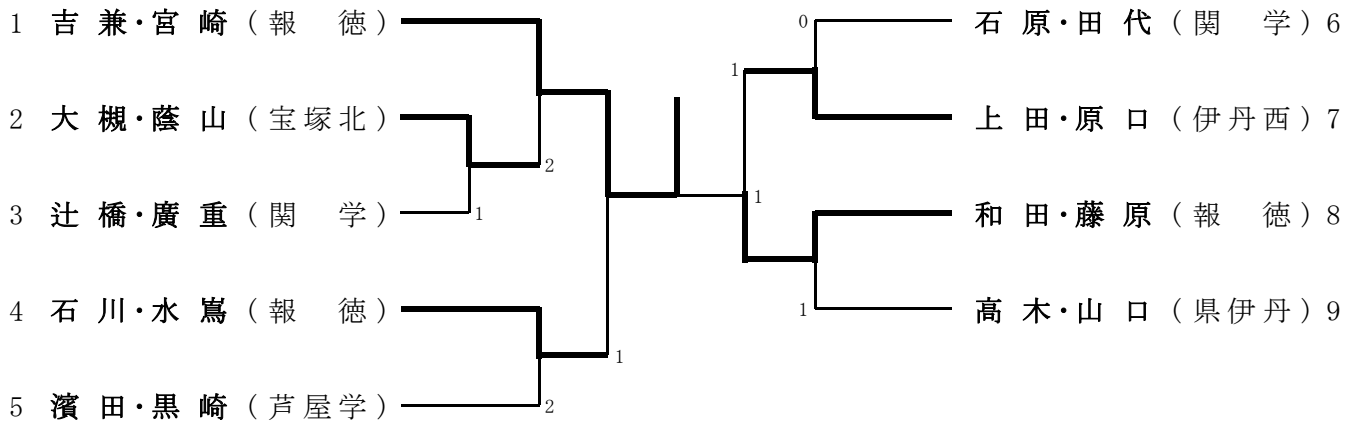 1 吉兼・宮崎(報徳)
2 大槻・蔭山(宝塚北)
3 辻橋・廣重(関学)
4 石川・水嶌(報徳)
5 濱田・黒崎(芦屋学)
2
1
1
2
石原・田代(関学)6
上田・原口(伊丹西)7
和田・藤原(報徳)8
高木・山口(県伊丹)9
0
1
1
1